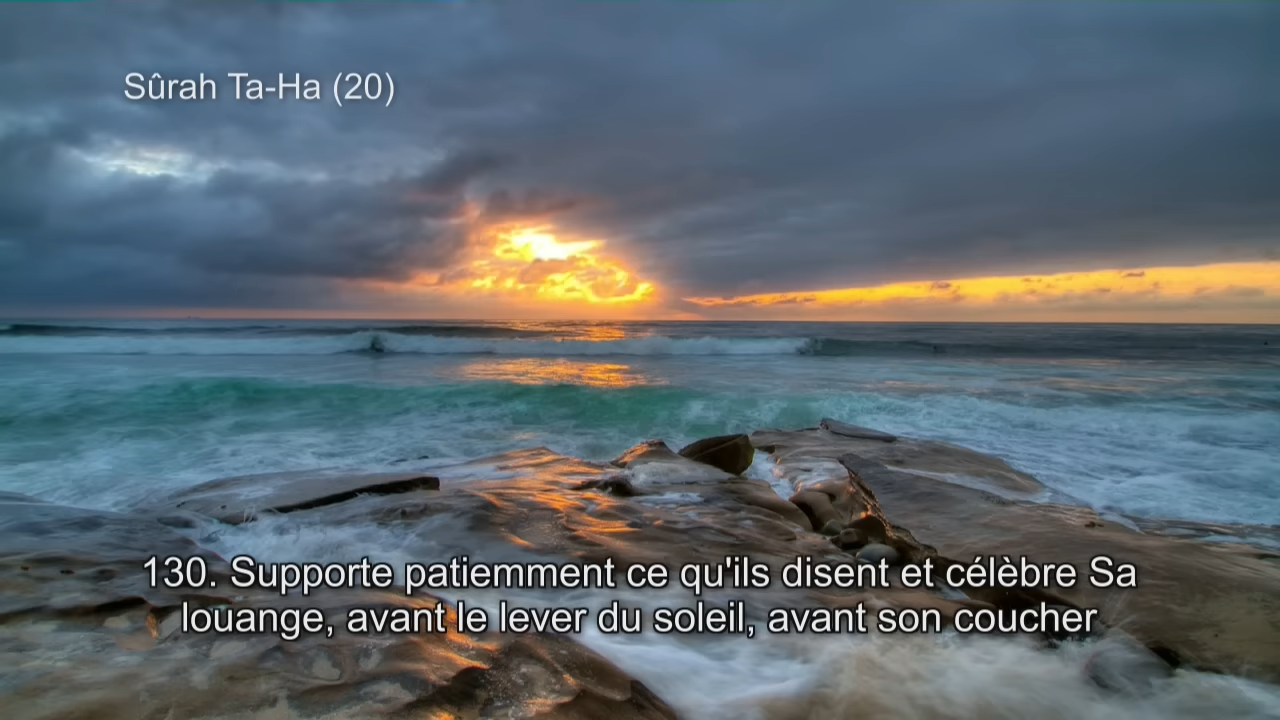 Sûrah Ta-Ha (20)
130. Supporte patiemment ce qu'ils disent et célèbre Sa
louange, avant le lever du soleil, avant son coucher